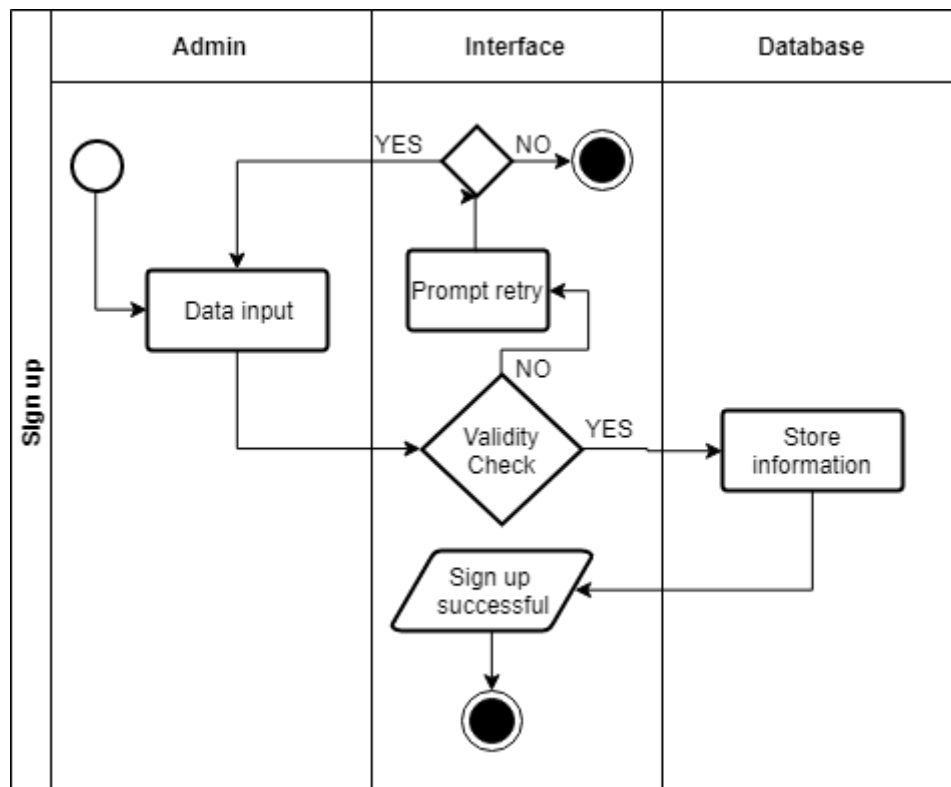 Admin
Interface
Database
Sign up
YES
NO
Data input
Prompt retry
NO
Validity
Check
YES
Store
information
Sign up
successful